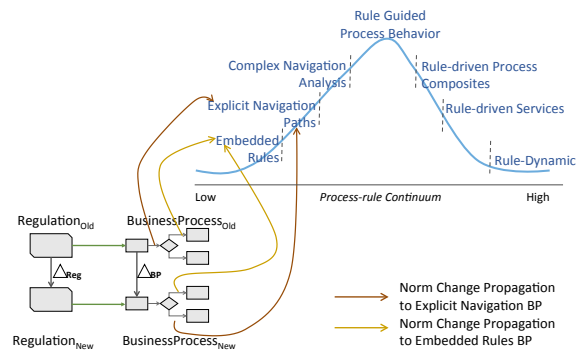 Rule Guided
Process Behavior
Complex Navigation
Analysis
Rule-driven Process
Composites
Explicit Navigation
Paths
Rule-driven Services
Embedded
Rules
Rule-Dynamic
Low
Process-rule Continuum
High
RegulationOld
BusinessProcessOld
△Reg
△BP
Norm Change Propagation
to Explicit Navigation BP
Norm Change Propagation
to Embedded Rules BP
RegulationNew
BusinessProcessNew